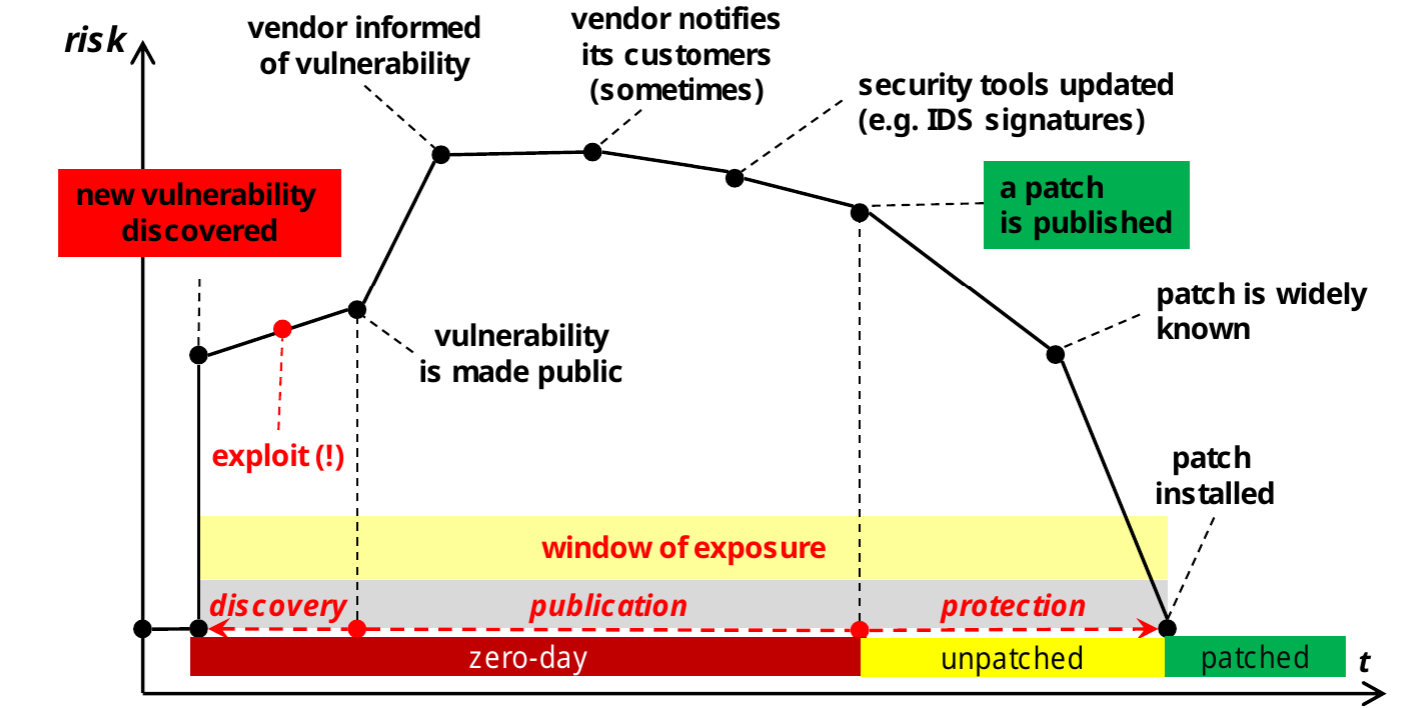 risk
vendor informed
of vulnerability
vendor notifies
its customers
(sometimes)
security tools updated
(e.g. IDS signatures)
new vulnerability
discovered
a patch
is published
patch is widely
known
vulnerability
is made public
exploit (!)
patch
installed
window of exposure
discovery
publication
protection
zero-day
unpatched
patched
t